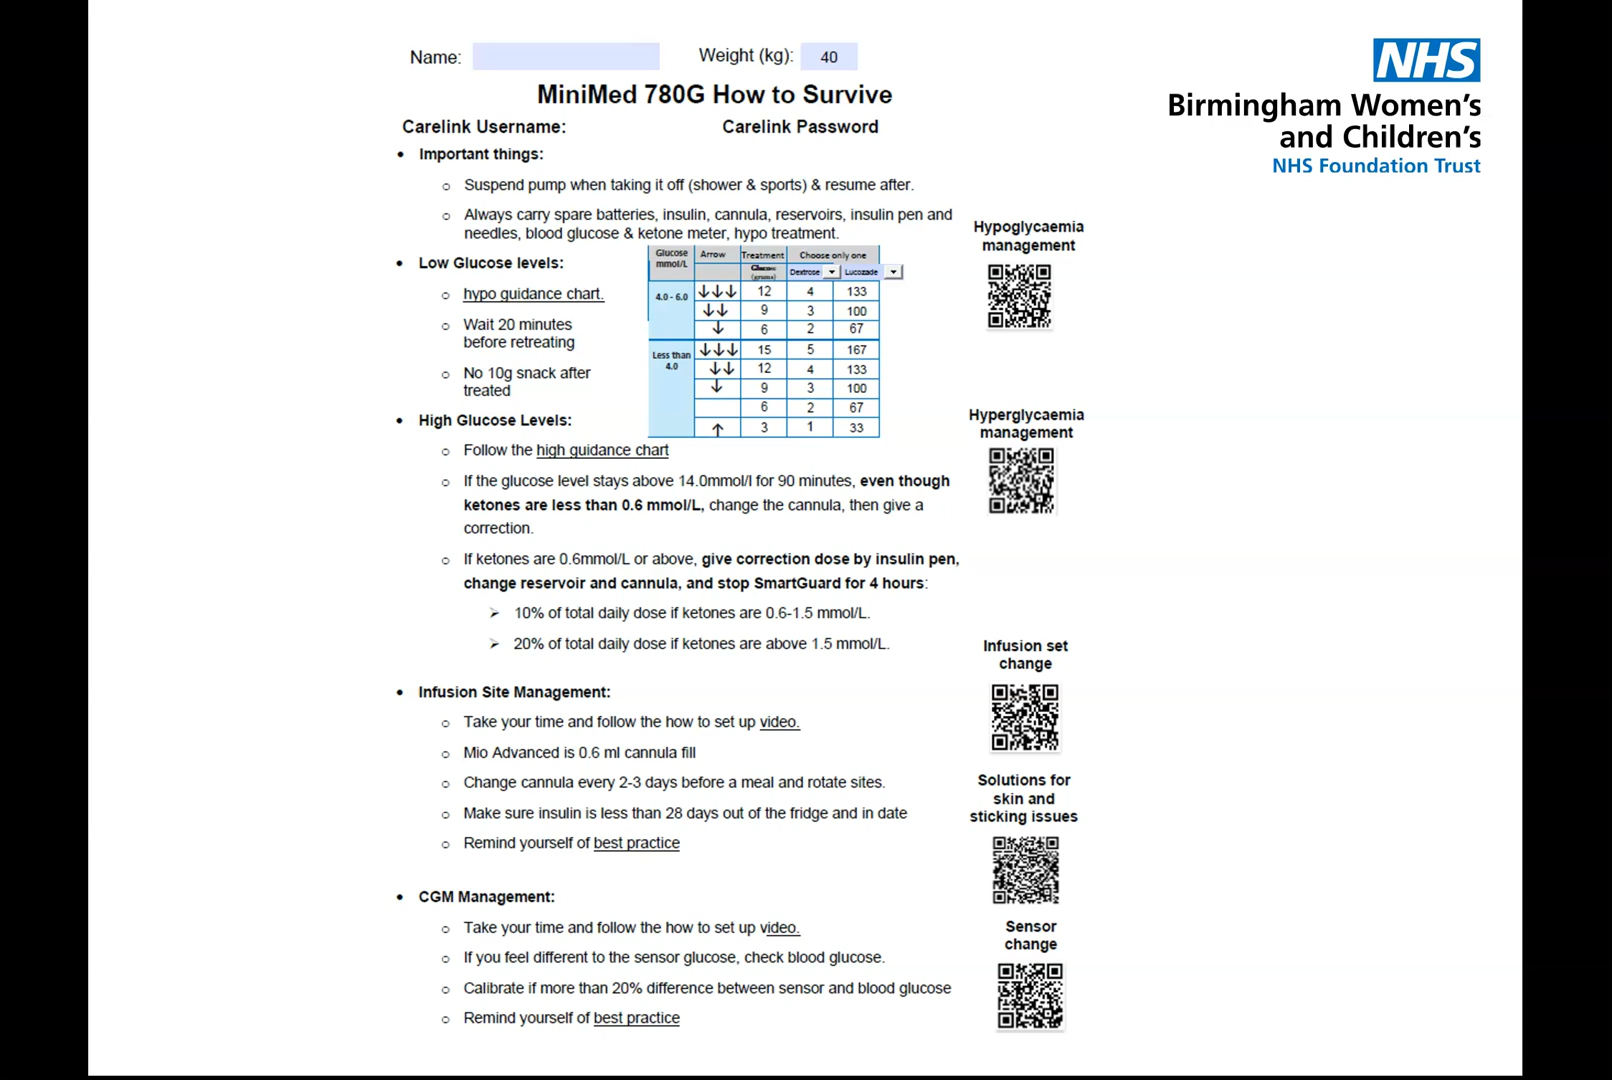 Name:
Weight (kg): 40
NHS
Birmingham Women's
and Children's
NHS Foundation Trust
MiniMed 780G How to Survive
Carelink Username:
Carelink Password
• Important things:
o Suspend pump when taking it off (shower & sports) & resume after.
o Always carry spare batteries, insulin, cannula, reservoirs, insulin pen and
needles, blood glucose & ketone meter, hypo treatment.
Hypoglycaemia
management
• Low Glucose levels:
o hypo guidance chart.
o Wait 20 minutes
before retreating
o No 10g snack after
treated
Glucose mmol/L Arrow Treatment Choose only one
Glucose (grams) Dextrose Lucozade
4.0 - 6.0 ↓↓↓ 12 4 133
↓↓ 9 3 100
↓ 6 2 67
Less than 4.0 ↓↓↓ 15 5 167
↓↓ 12 4 133
↓ 9 3 100
6 2 67
↑ 3 1 33
• High Glucose Levels:
Hyperglycaemia
management
o Follow the high guidance chart
o If the glucose level stays above 14.0mmol/l for 90 minutes, even though
ketones are less than 0.6 mmol/L, change the cannula, then give a
correction.
o If ketones are 0.6mmol/L or above, give correction dose by insulin pen,
change reservoir and cannula, and stop SmartGuard for 4 hours:
➢ 10% of total daily dose if ketones are 0.6-1.5 mmol/L.
➢ 20% of total daily dose if ketones are above 1.5 mmol/L.
Infusion set
change
• Infusion Site Management:
o Take your time and follow the how to set up video.
o Mio Advanced is 0.6 ml cannula fill
o Change cannula every 2-3 days before a meal and rotate sites.
o Make sure insulin is less than 28 days out of the fridge and in date
o Remind yourself of best practice
Solutions for
skin and
sticking issues
• CGM Management:
o Take your time and follow the how to set up video.
o If you feel different to the sensor glucose, check blood glucose.
o Calibrate if more than 20% difference between sensor and blood glucose
o Remind yourself of best practice
Sensor
change